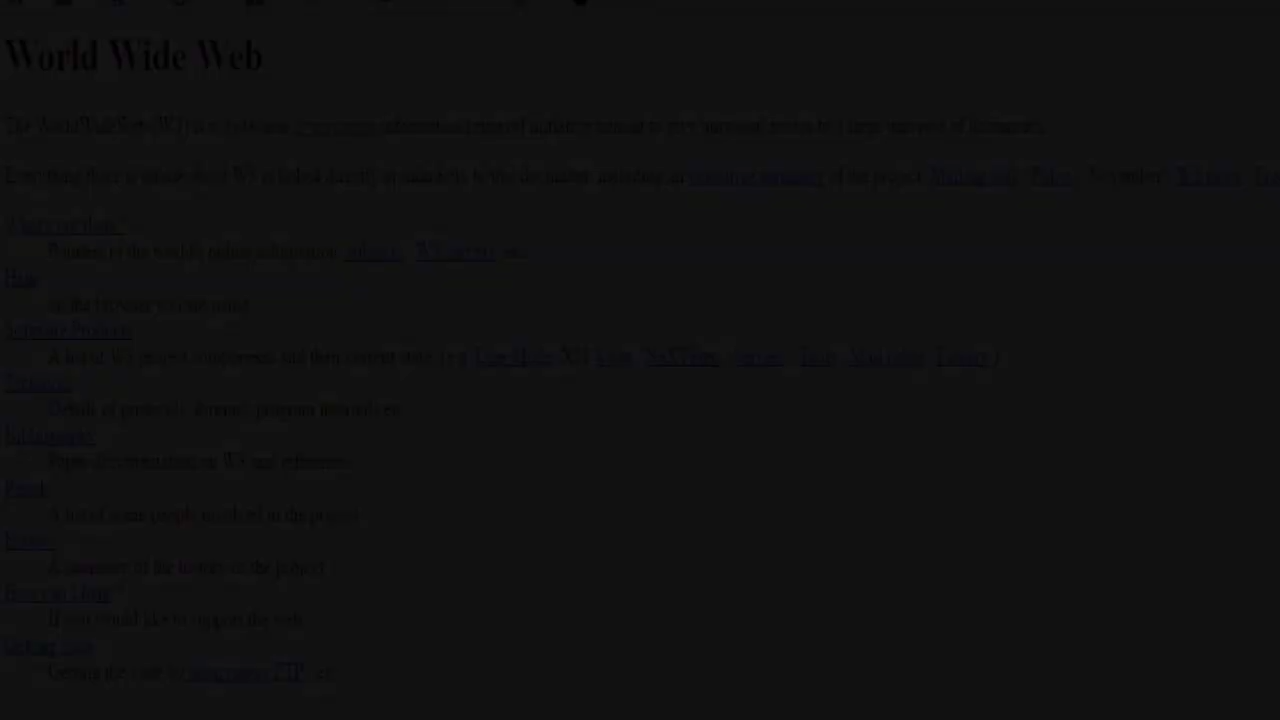 World Wide Web
The WorldWideWeb (W3) is a information to give universal access to a large universe of documents.
Everything there is online about W3 is linked directly or indirectly to this document, including an executive summary of the project, Mailing lists, Policy, November's W3 news,
What's out there?
Pointers to the world's online information, subjects, W3 servers, etc.
Help
on the browser you are using
Software Products
A list of W3 project components and their current state. (e.g. Line Mode, X11 Viola, NeXTStep, Servers, Tools, Mail robot, Library)
Technical
Details of protocols, formats, program internals etc
Bibliography
Paper documentation on W3 and references.
People
A list of some people involved in the project.
History
A summary of the history of the project.
How can I help?
If you would like to support the web..
Getting code
Getting the code by anonymous FTP, etc.